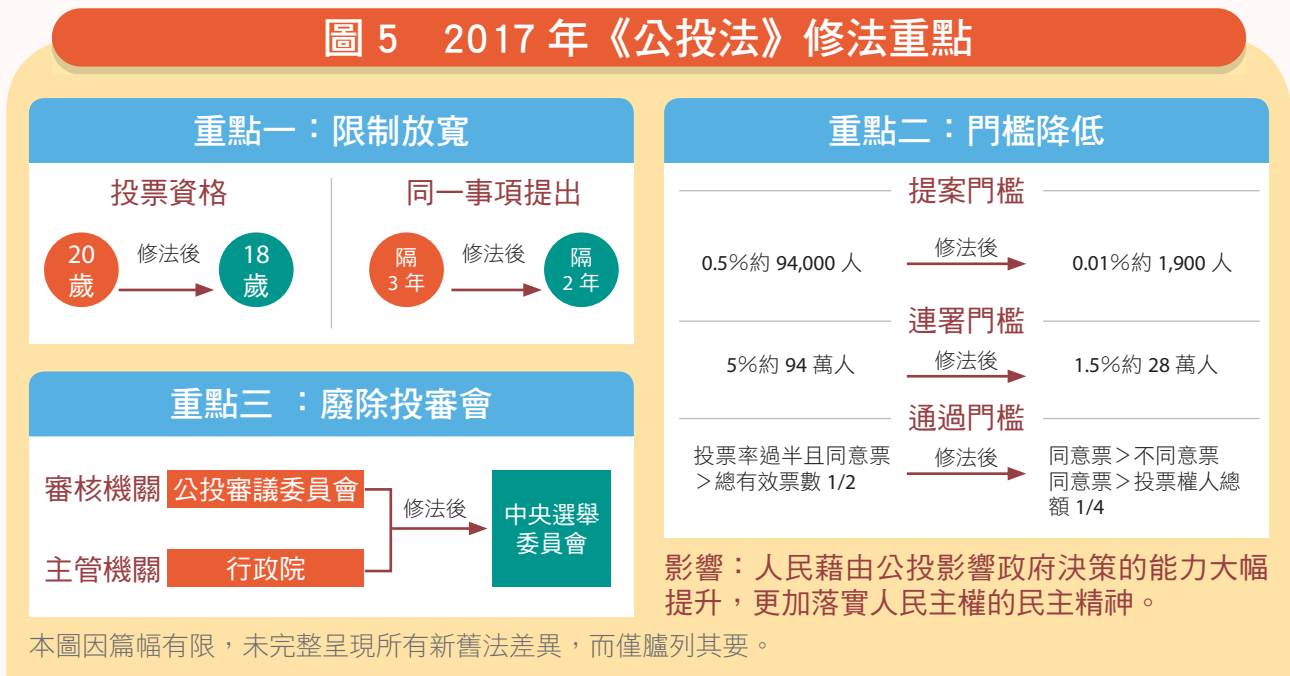 圖 5　2017 年《公投法》修法重點
重點一：限制放寬
投票資格
20
歲
修法後
18
歲
同一事項提出
隔
3 年
修法後
隔
2 年
重點二：門檻降低
提案門檻
0.5％約 94,000 人
修法後
0.01％約 1,900 人
連署門檻
5％約 94 萬人
修法後
1.5％約 28 萬人
通過門檻
投票率過半且同意票
＞總有效票數 1/2
修法後
同意票＞不同意票
同意票＞投票權人總
額 1/4
重點三 ：廢除投審會
審核機關 公投審議委員會
主管機關 行政院
修法後
中央選舉
委員會
影響：人民藉由公投影響政府決策的能力大幅
提升，更加落實人民主權的民主精神。
本圖因篇幅有限，未完整呈現所有新舊法差異，而僅臚列其要。